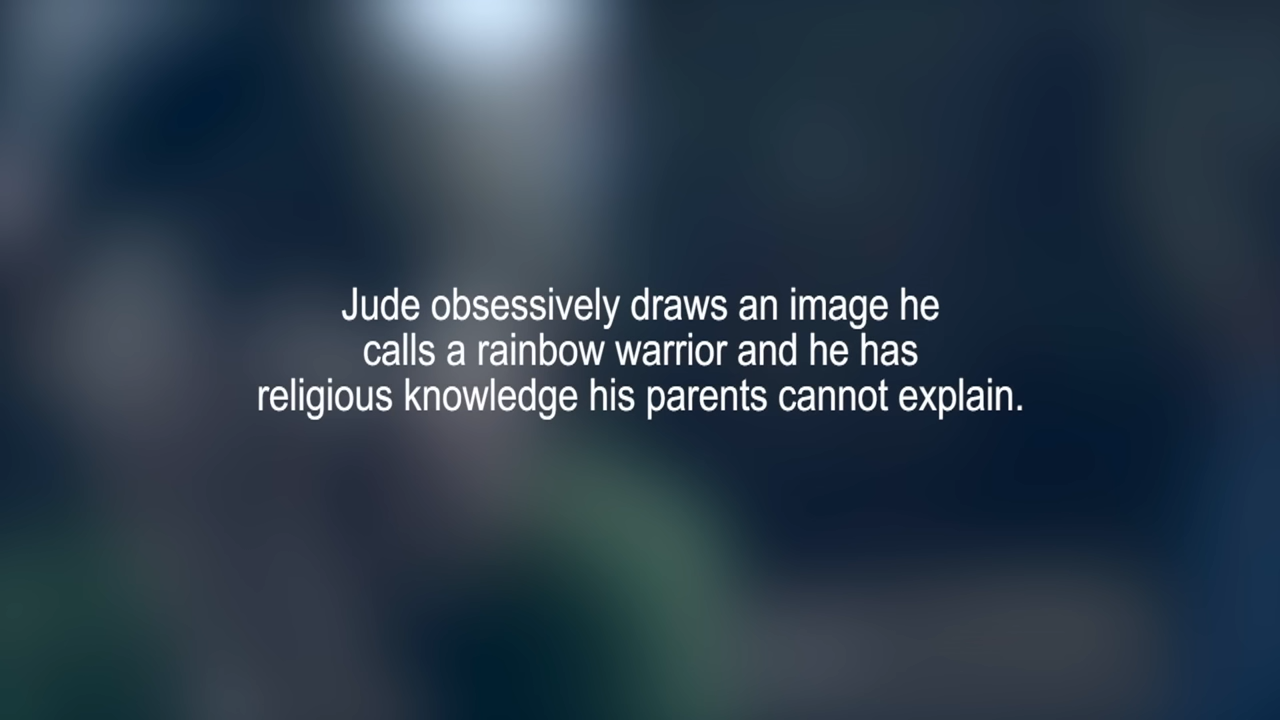 Jude obsessively draws an image he
calls a rainbow warrior and he has
religious knowledge his parents cannot explain.